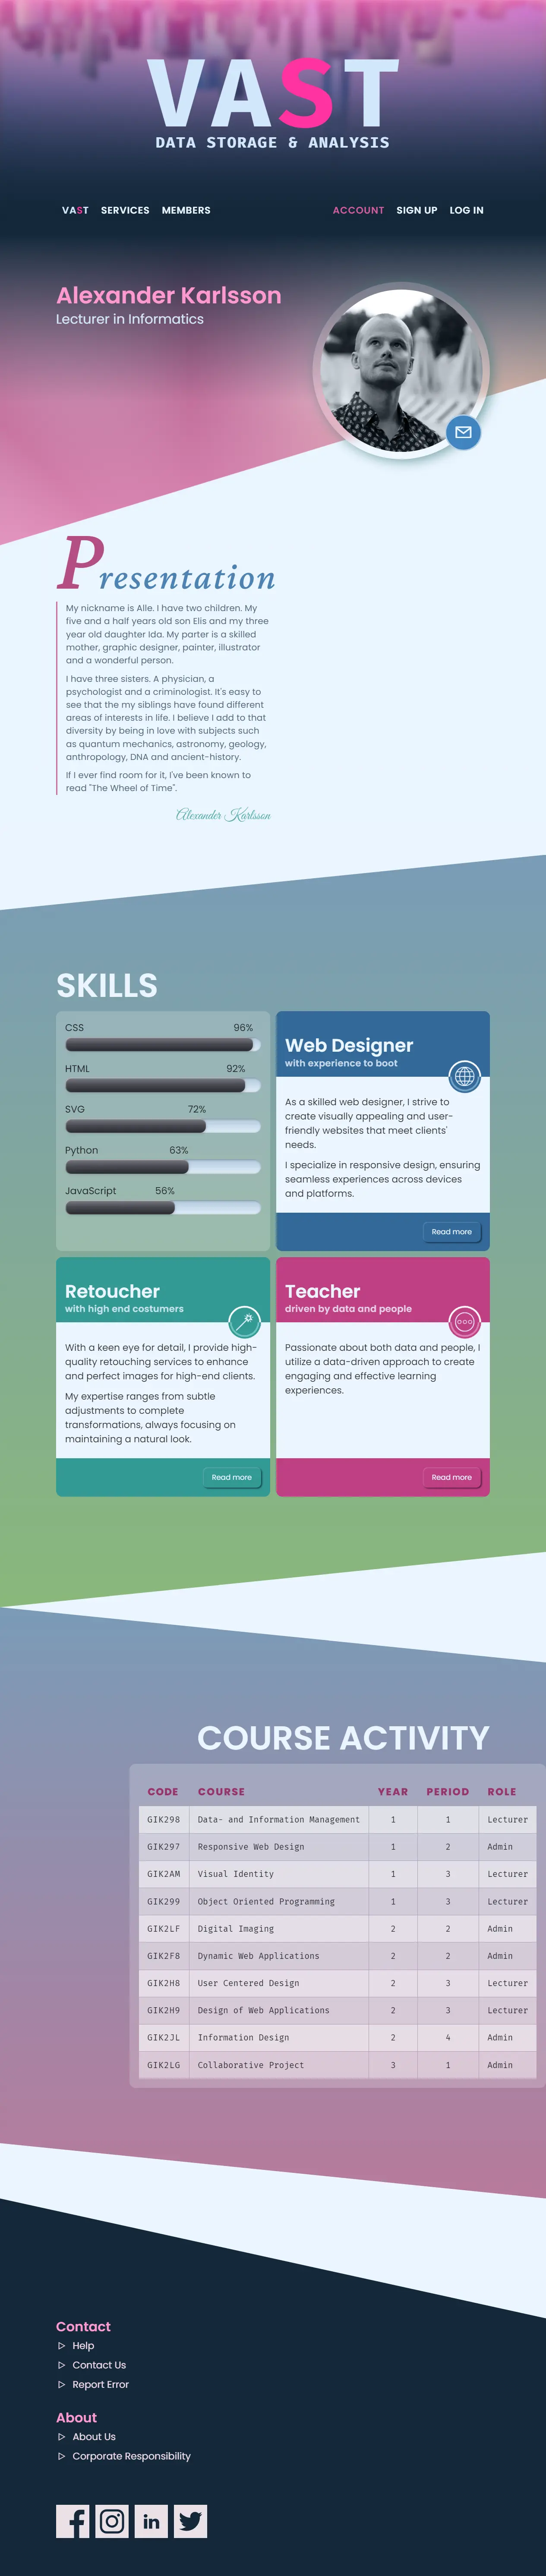 VAST
DATA STORAGE & ANALYSIS
VAST SERVICES MEMBERS ACCOUNT SIGN UP LOG IN
Alexander Karlsson
Lecturer in Informatics
Presentation
My nickname is Alle. I have two children. My
five and a half years old son Elis and my three
year old daughter Ida. My parter is a skilled
mother, graphic designer, painter, illustrator
and a wonderful person.
I have three sisters. A physician, a
psychologist and a criminologist. It's easy to
see that the my siblings have found different
areas of interests in life. I believe I add to that
diversity by being in love with subjects such
as quantum mechanics, astronomy, geology,
anthropology, DNA and ancient-history.
If I ever find room for it, I've been known to
read "The Wheel of Time".
Alexander Karlsson
SKILLS
CSS 96%
HTML 92%
SVG 72%
Python 63%
JavaScript 56%
Web Designer
with experience to boot
As a skilled web designer, I strive to
create visually appealing and user-
friendly websites that meet clients'
needs.
I specialize in responsive design, ensuring
seamless experiences across devices
and platforms.
Read more
Retoucher
with high end costumers
With a keen eye for detail, I provide high-
quality retouching services to enhance
and perfect images for high-end clients.
My expertise ranges from subtle
adjustments to complete
transformations, always focusing on
maintaining a natural look.
Read more
Teacher
driven by data and people
Passionate about both data and people, I
utilize a data-driven approach to create
engaging and effective learning
experiences.
Read more
COURSE ACTIVITY
CODE COURSE YEAR PERIOD ROLE
GIK298 Data- and Information Management 1 1 Lecturer
GIK297 Responsive Web Design 1 2 Admin
GIK2AM Visual Identity 1 3 Lecturer
GIK299 Object Oriented Programming 1 3 Lecturer
GIK2LF Digital Imaging 2 2 Admin
GIK2F8 Dynamic Web Applications 2 2 Admin
GIK2H8 User Centered Design 2 3 Lecturer
GIK2H9 Design of Web Applications 2 3 Lecturer
GIK2JL Information Design 2 4 Admin
GIK2LG Collaborative Project 3 1 Admin
Contact
Help
Contact Us
Report Error
About
About Us
Corporate Responsibility
in